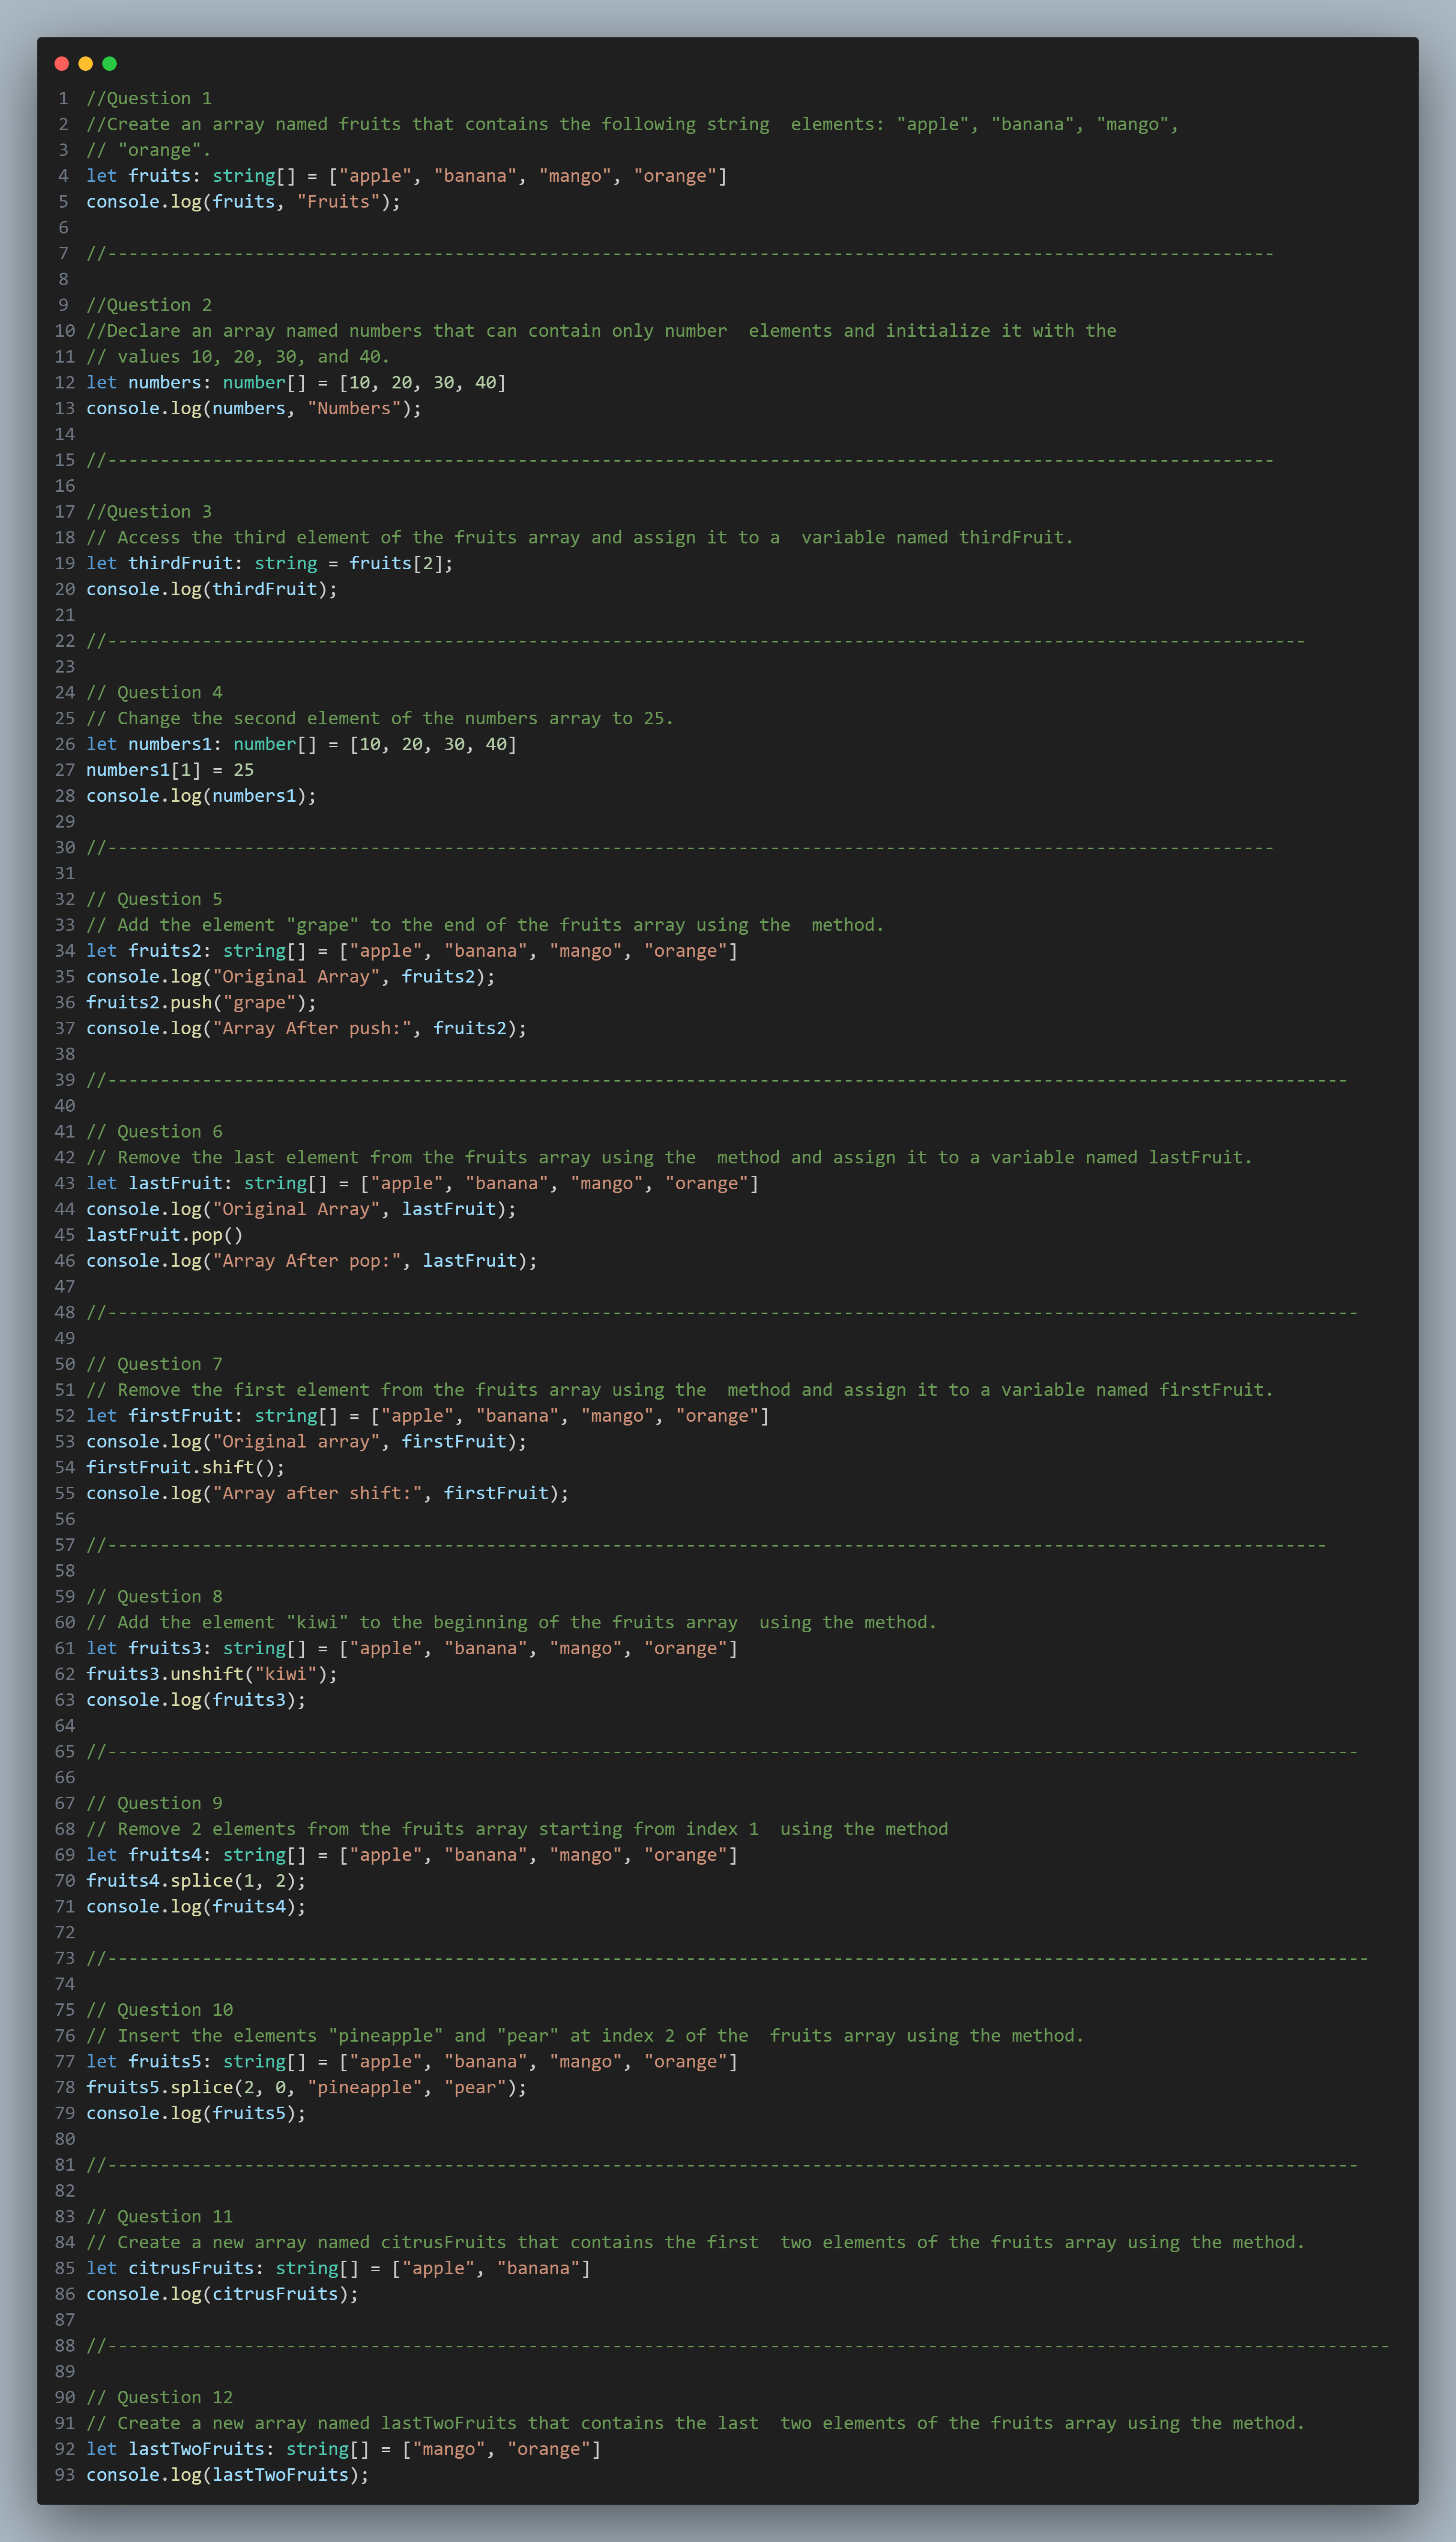 1 //Question 1
2 //Create an array named fruits that contains the following string  elements: "apple", "banana", "mango",
3 // "orange".
4 let fruits: string[] = ["apple", "banana", "mango", "orange"]
5 console.log(fruits, "Fruits");
6
7 //---------------------------------------------------------------------------------------------------------------
8
9 //Question 2
10 //Declare an array named numbers that can contain only number  elements and initialize it with the
11 // values 10, 20, 30, and 40.
12 let numbers: number[] = [10, 20, 30, 40]
13 console.log(numbers, "Numbers");
14
15 //---------------------------------------------------------------------------------------------------------------
16
17 //Question 3
18 // Access the third element of the fruits array and assign it to a  variable named thirdFruit.
19 let thirdFruit: string = fruits[2];
20 console.log(thirdFruit);
21
22 //------------------------------------------------------------------------------------------------------------------
23
24 // Question 4
25 // Change the second element of the numbers array to 25.
26 let numbers1: number[] = [10, 20, 30, 40]
27 numbers1[1] = 25
28 console.log(numbers1);
29
30 //---------------------------------------------------------------------------------------------------------------
31
32 // Question 5
33 // Add the element "grape" to the end of the fruits array using the  method.
34 let fruits2: string[] = ["apple", "banana", "mango", "orange"]
35 console.log("Original Array", fruits2);
36 fruits2.push("grape");
37 console.log("Array After push:", fruits2);
38
39 //----------------------------------------------------------------------------------------------------------------------
40
41 // Question 6
42 // Remove the last element from the fruits array using the  method and assign it to a variable named lastFruit.
43 let lastFruit: string[] = ["apple", "banana", "mango", "orange"]
44 console.log("Original Array", lastFruit);
45 lastFruit.pop()
46 console.log("Array After pop:", lastFruit);
47
48 //-----------------------------------------------------------------------------------------------------------------------
49
50 // Question 7
51 // Remove the first element from the fruits array using the  method and assign it to a variable named firstFruit.
52 let firstFruit: string[] = ["apple", "banana", "mango", "orange"]
53 console.log("Original array", firstFruit);
54 firstFruit.shift();
55 console.log("Array after shift:", firstFruit);
56
57 //--------------------------------------------------------------------------------------------------------------------
58
59 // Question 8
60 // Add the element "kiwi" to the beginning of the fruits array  using the method.
61 let fruits3: string[] = ["apple", "banana", "mango", "orange"]
62 fruits3.unshift("kiwi");
63 console.log(fruits3);
64
65 //-----------------------------------------------------------------------------------------------------------------------
66
67 // Question 9
68 // Remove 2 elements from the fruits array starting from index 1  using the method
69 let fruits4: string[] = ["apple", "banana", "mango", "orange"]
70 fruits4.splice(1, 2);
71 console.log(fruits4);
72
73 //------------------------------------------------------------------------------------------------------------------------
74
75 // Question 10
76 // Insert the elements "pineapple" and "pear" at index 2 of the  fruits array using the method.
77 let fruits5: string[] = ["apple", "banana", "mango", "orange"]
78 fruits5.splice(2, 0, "pineapple", "pear");
79 console.log(fruits5);
80
81 //-----------------------------------------------------------------------------------------------------------------------
82
83 // Question 11
84 // Create a new array named citrusFruits that contains the first  two elements of the fruits array using the method.
85 let citrusFruits: string[] = ["apple", "banana"]
86 console.log(citrusFruits);
87
88 //--------------------------------------------------------------------------------------------------------------------------
89
90 // Question 12
91 // Create a new array named lastTwoFruits that contains the last  two elements of the fruits array using the method.
92 let lastTwoFruits: string[] = ["mango", "orange"]
93 console.log(lastTwoFruits);